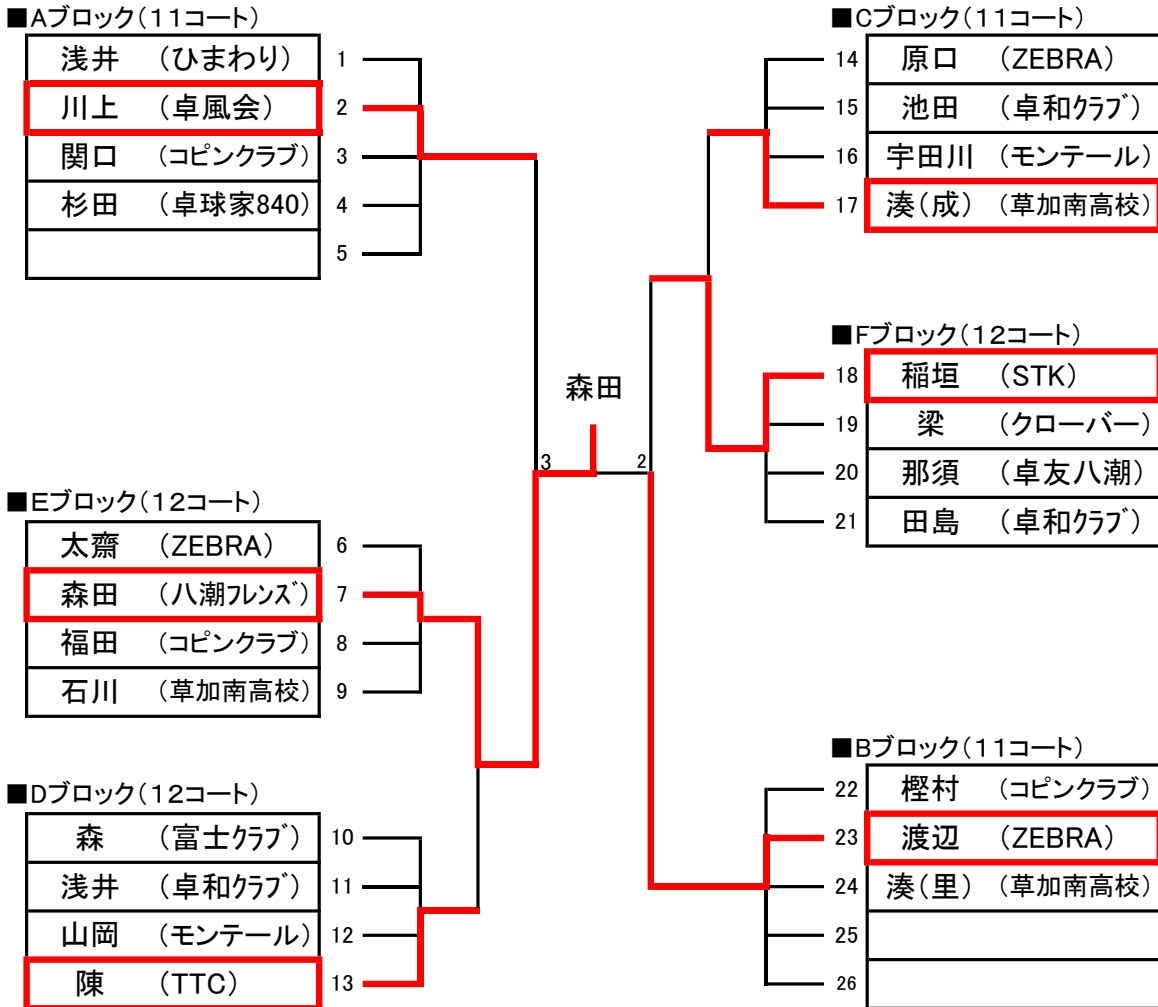 ■Aブロック(11コート)
浅井 (ひまわり) 1
川上 (卓風会) 2
関口 (コピンクラブ) 3
杉田 (卓球家840) 4
5
■Eブロック(12コート)
太齋 (ZEBRA) 6
森田 (八潮フレンズ) 7
福田 (コピンクラブ) 8
石川 (草加南高校) 9
■Dブロック(12コート)
森 (富士クラブ) 10
浅井 (卓和クラブ) 11
山岡 (モンテール) 12
陳 (TTC) 13
森田
3 2
■Cブロック(11コート)
14 原口 (ZEBRA)
15 池田 (卓和クラブ)
16 宇田川 (モンテール)
17 湊(成) (草加南高校)
■Fブロック(12コート)
18 稲垣 (STK)
19 梁 (クローバー)
20 那須 (卓友八潮)
21 田島 (卓和クラブ)
■Bブロック(11コート)
22 樫村 (コピンクラブ)
23 渡辺 (ZEBRA)
24 湊(里) (草加南高校)
25
26